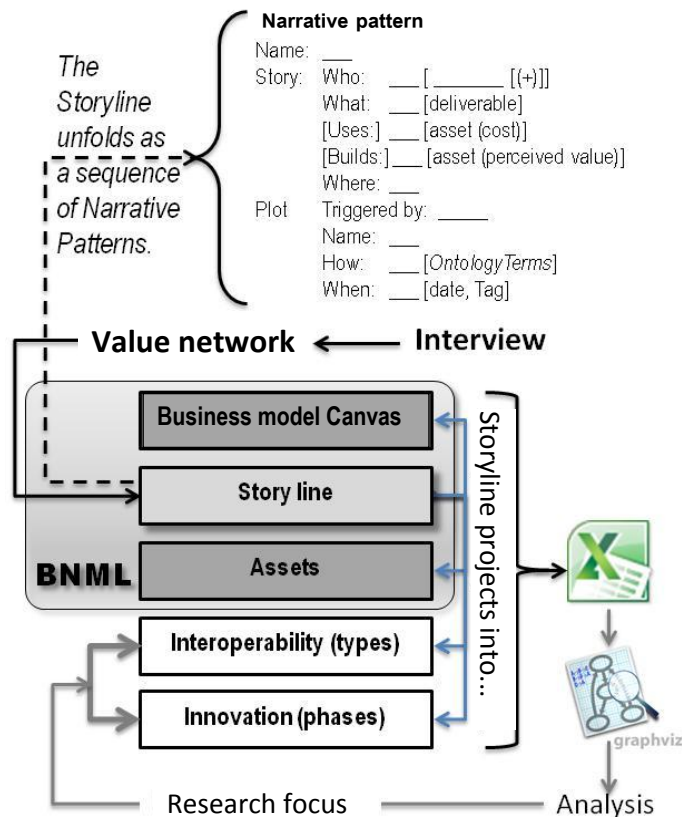 Narrative pattern
The
Storyline
unfolds as
a sequence
of Narrative
Patterns.
Name: ___
Story: Who: ___ [ ______ [(+)]]
What: ___ [deliverable]
[Uses:] ___ [asset (cost)]
[Builds:] ___ [asset (perceived value)]
Where: ___
Plot Triggered by: _____
Name: ___
How: ___ [OntologyTerms]
When: ___ [date, Tag]
Value network
Interview
Business model Canvas
Story line
Assets
BNML
Interoperability (types)
Innovation (phases)
Storyline projects into...
X
graphviz
Research focus
Analysis